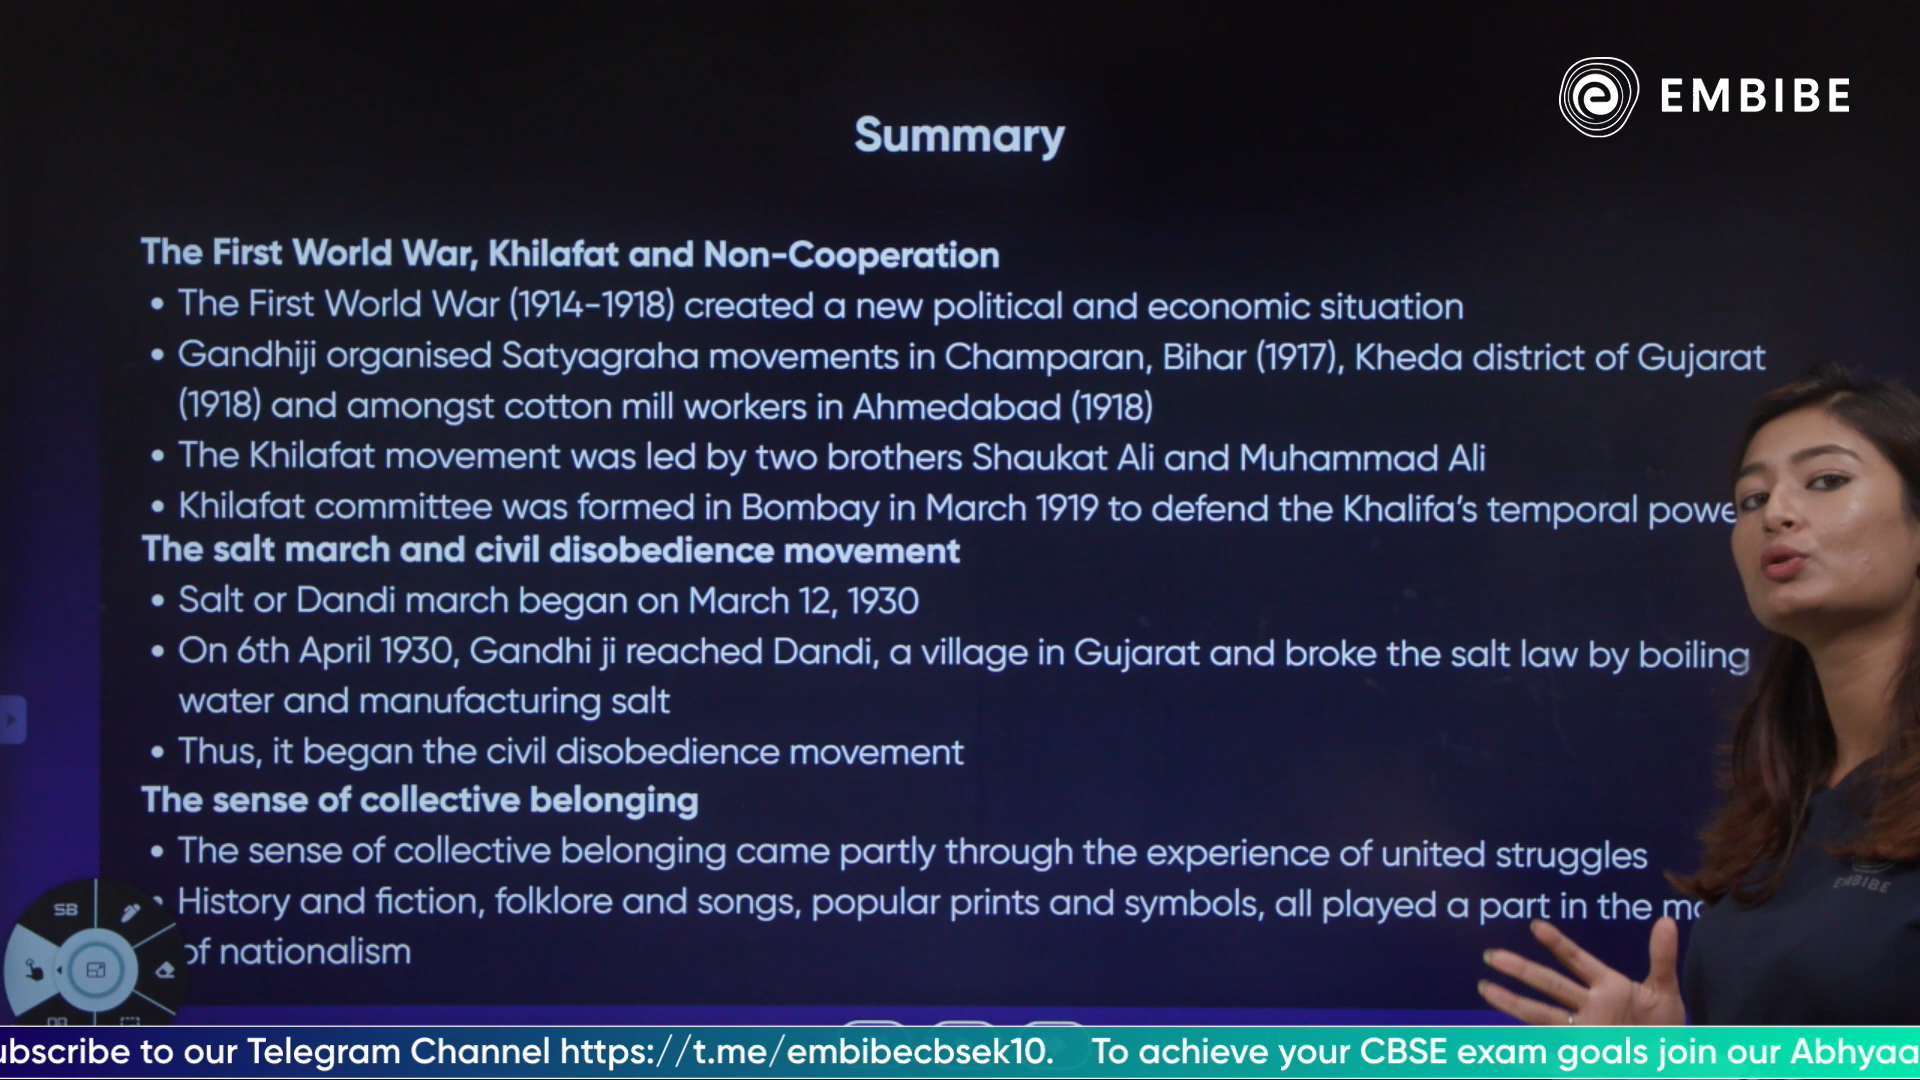 EMBIBE
Summary
The First World War, Khilafat and Non-Cooperation
• The First World War (1914-1918) created a new political and economic situation
• Gandhiji organised Satyagraha movements in Champaran, Bihar (1917), Kheda district of Gujarat
(1918) and amongst cotton mill workers in Ahmedabad (1918)
• The Khilafat movement was led by two brothers Shaukat Ali and Muhammad Ali
• Khilafat committee was formed in Bombay in March 1919 to defend the Khalifa's temporal powe
The salt march and civil disobedience movement
• Salt or Dandi march began on March 12, 1930
• On 6th April 1930, Gandhi ji reached Dandi, a village in Gujarat and broke the salt law by boiling
water and manufacturing salt
• Thus, it began the civil disobedience movement
The sense of collective belonging
• The sense of collective belonging came partly through the experience of united struggles
• History and fiction, folklore and songs, popular prints and symbols, all played a part in the
of nationalism
SB
EMBIBE
ubscribe to our Telegram Channel https://t.me/embibecbsek10. To achieve your CBSE exam goals join our Abhyaa